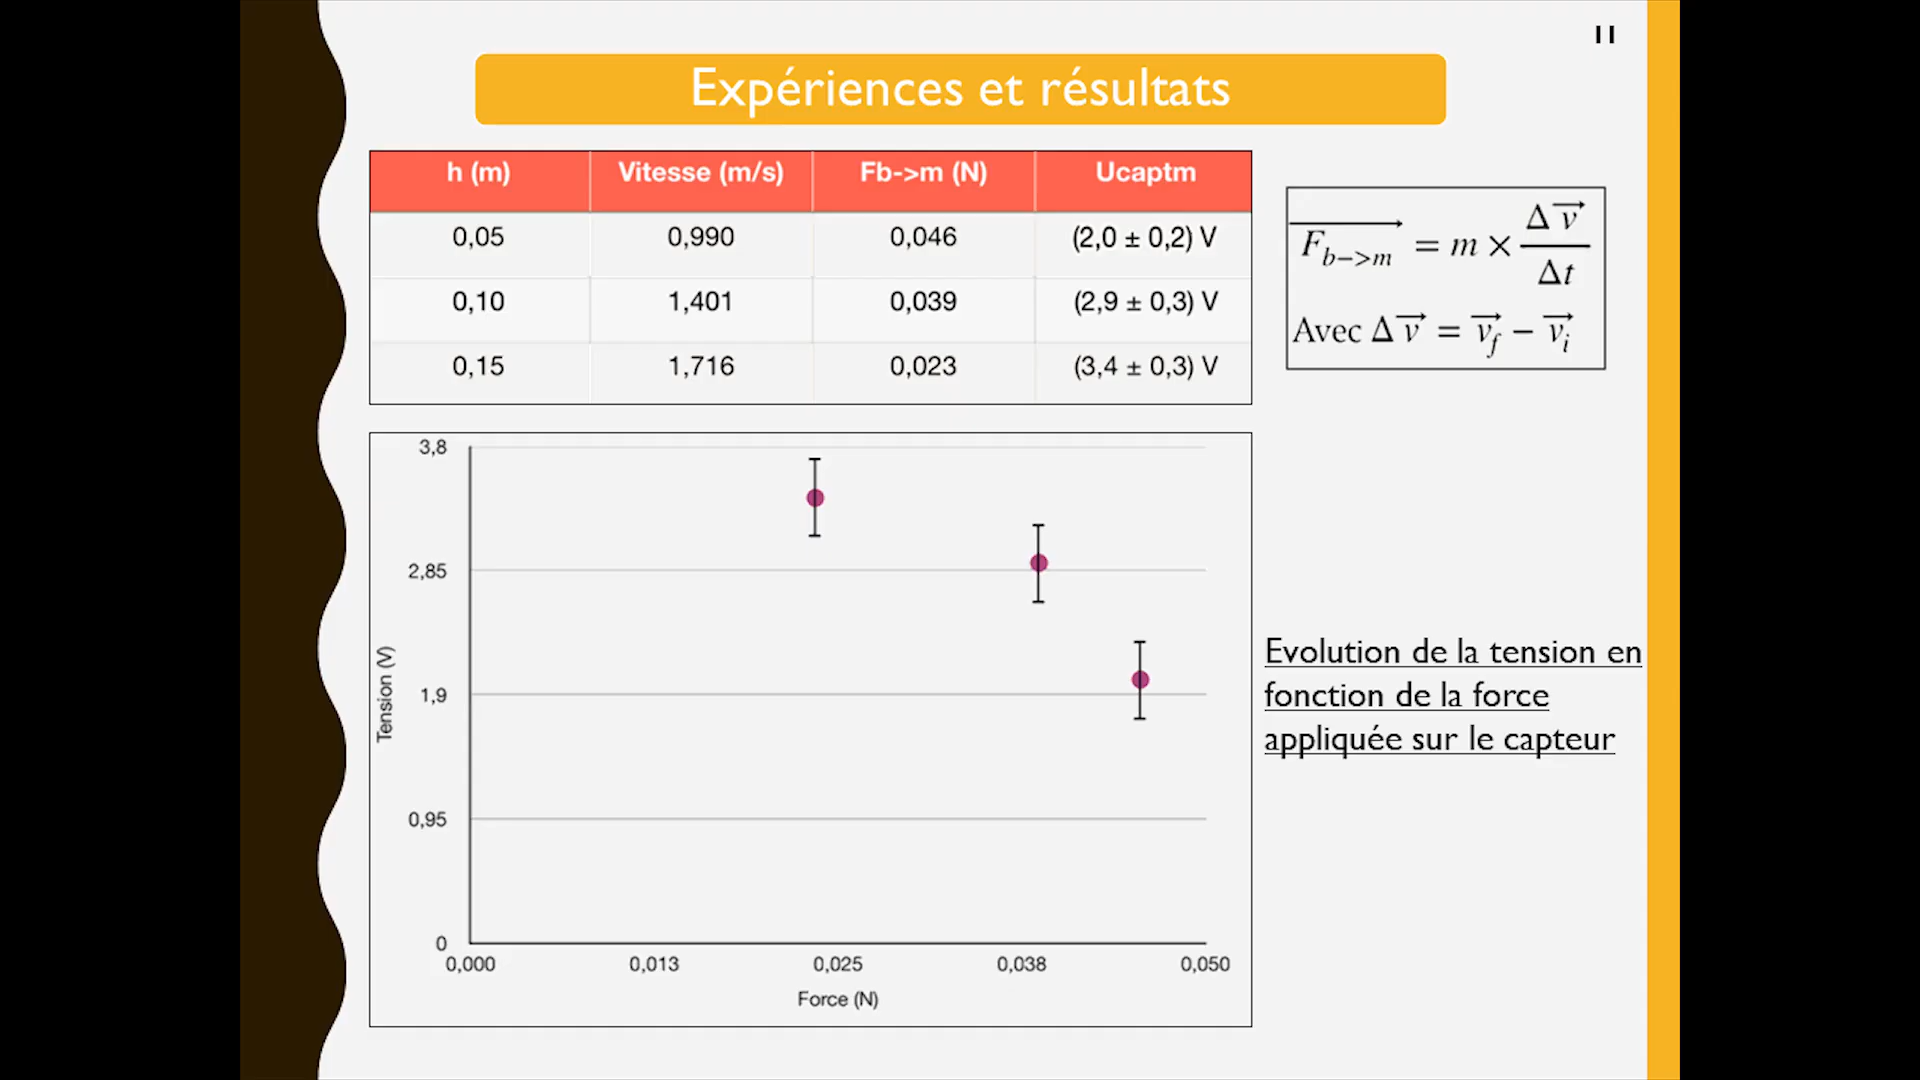 11
Expériences et résultats
h (m) Vitesse (m/s) Fb->m (N) Ucaptm
0,05 0,990 0,046 (2,0 ± 0,2) V
0,10 1,401 0,039 (2,9 ± 0,3) V
0,15 1,716 0,023 (3,4 ± 0,3) V
F b->m = m × Δv / Δt
Avec Δv = vf − vi
3,8
2,85
1,9
0,95
0
Tension (V)
0,000 0,013 0,025 0,038 0,050
Force (N)
Evolution de la tension en
fonction de la force
appliquée sur le capteur